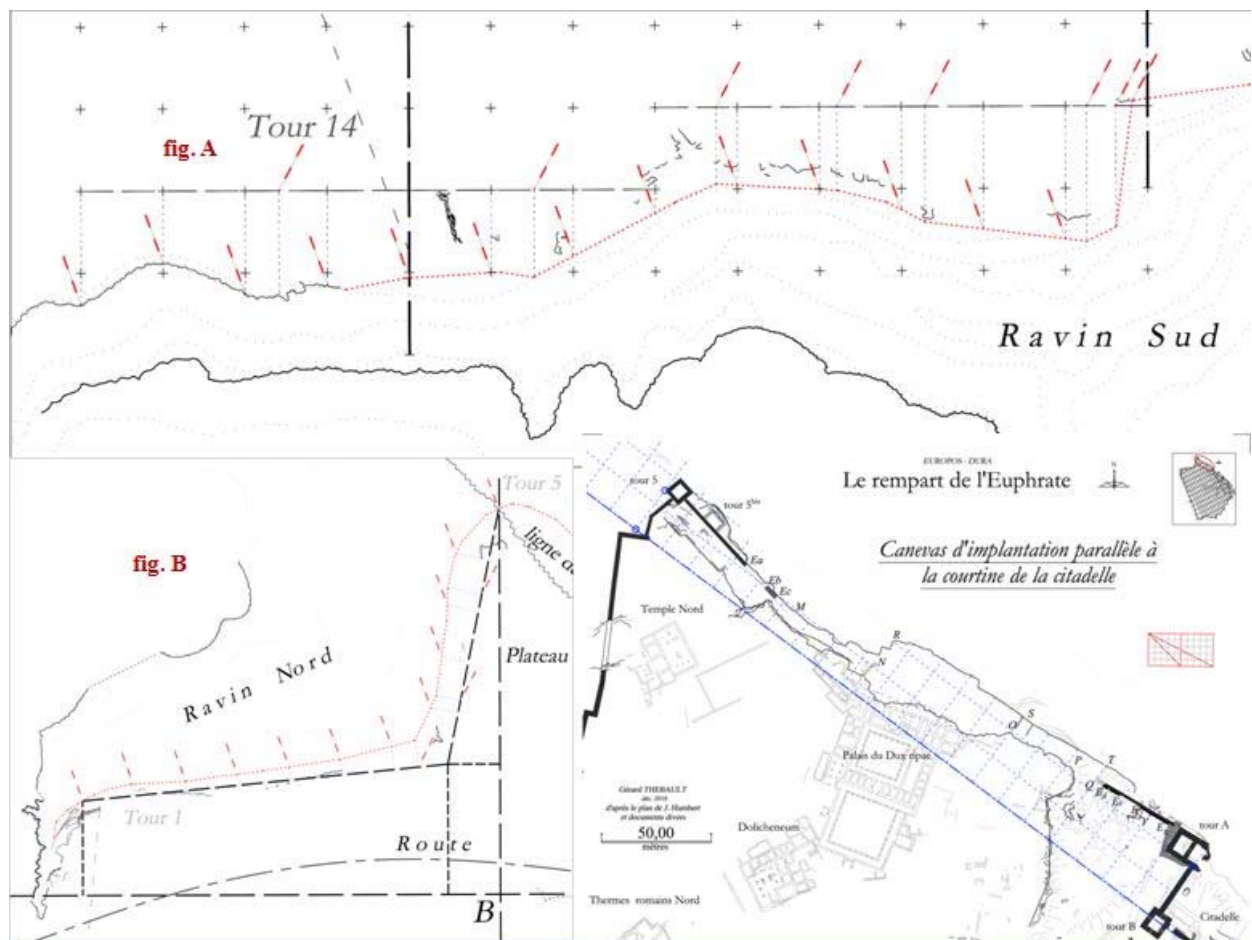 Tour 14
fig. A
Ravin Sud
fig. B
Tour 5
Plateau
Ravin Nord
Tour 1
Route
B
EUROPOS - DURA
Le rempart de l'Euphrate
N
Canevas d'implantation parallèle à
la courtine de la citadelle
tour 5
tour 5bis
Ea
Eb
Ec
M
Temple Nord
R
N
S
O
Palais du Dux ripae
P
T
Q
tour A
Gérard THEBAULT
d'après le plan de J. Humbert
et documents divers
50,00
mètres
Dolicheneum
Thermes romains Nord
tour B
Citadelle